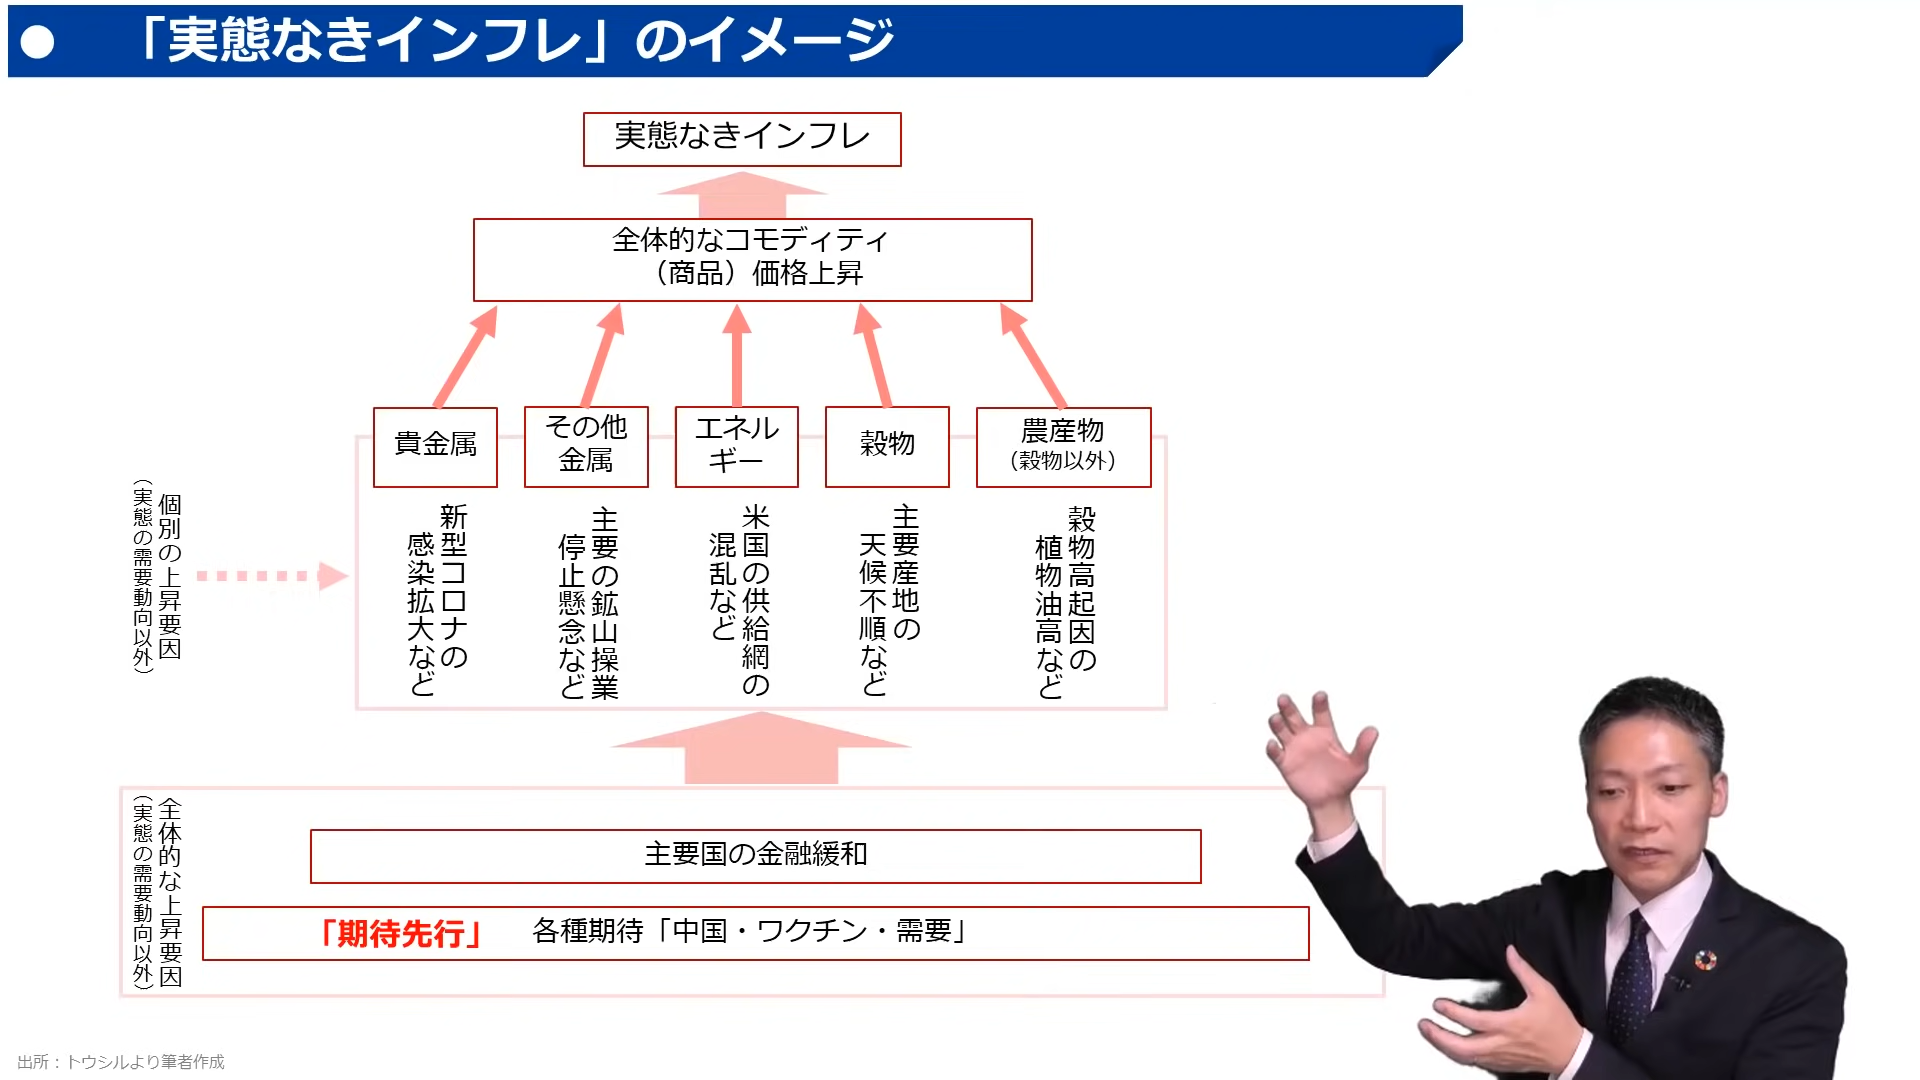 「実態なきインフレ」のイメージ
実態なきインフレ
全体的なコモディティ
（商品）価格上昇
貴金属
その他
金属
エネル
ギー
穀物
農産物
（穀物以外）
個別の上昇要因
（実態の需要動向以外）
新型コロナの
感染拡大など
主要の鉱山操業
停止懸念など
米国の供給網の
混乱など
主要産地の
天候不順など
穀物高起因の
植物油高など
全体的な上昇要因
（実態の需要動向以外）
主要国の金融緩和
「期待先行」 各種期待「中国・ワクチン・需要」
出所：トウシルより筆者作成